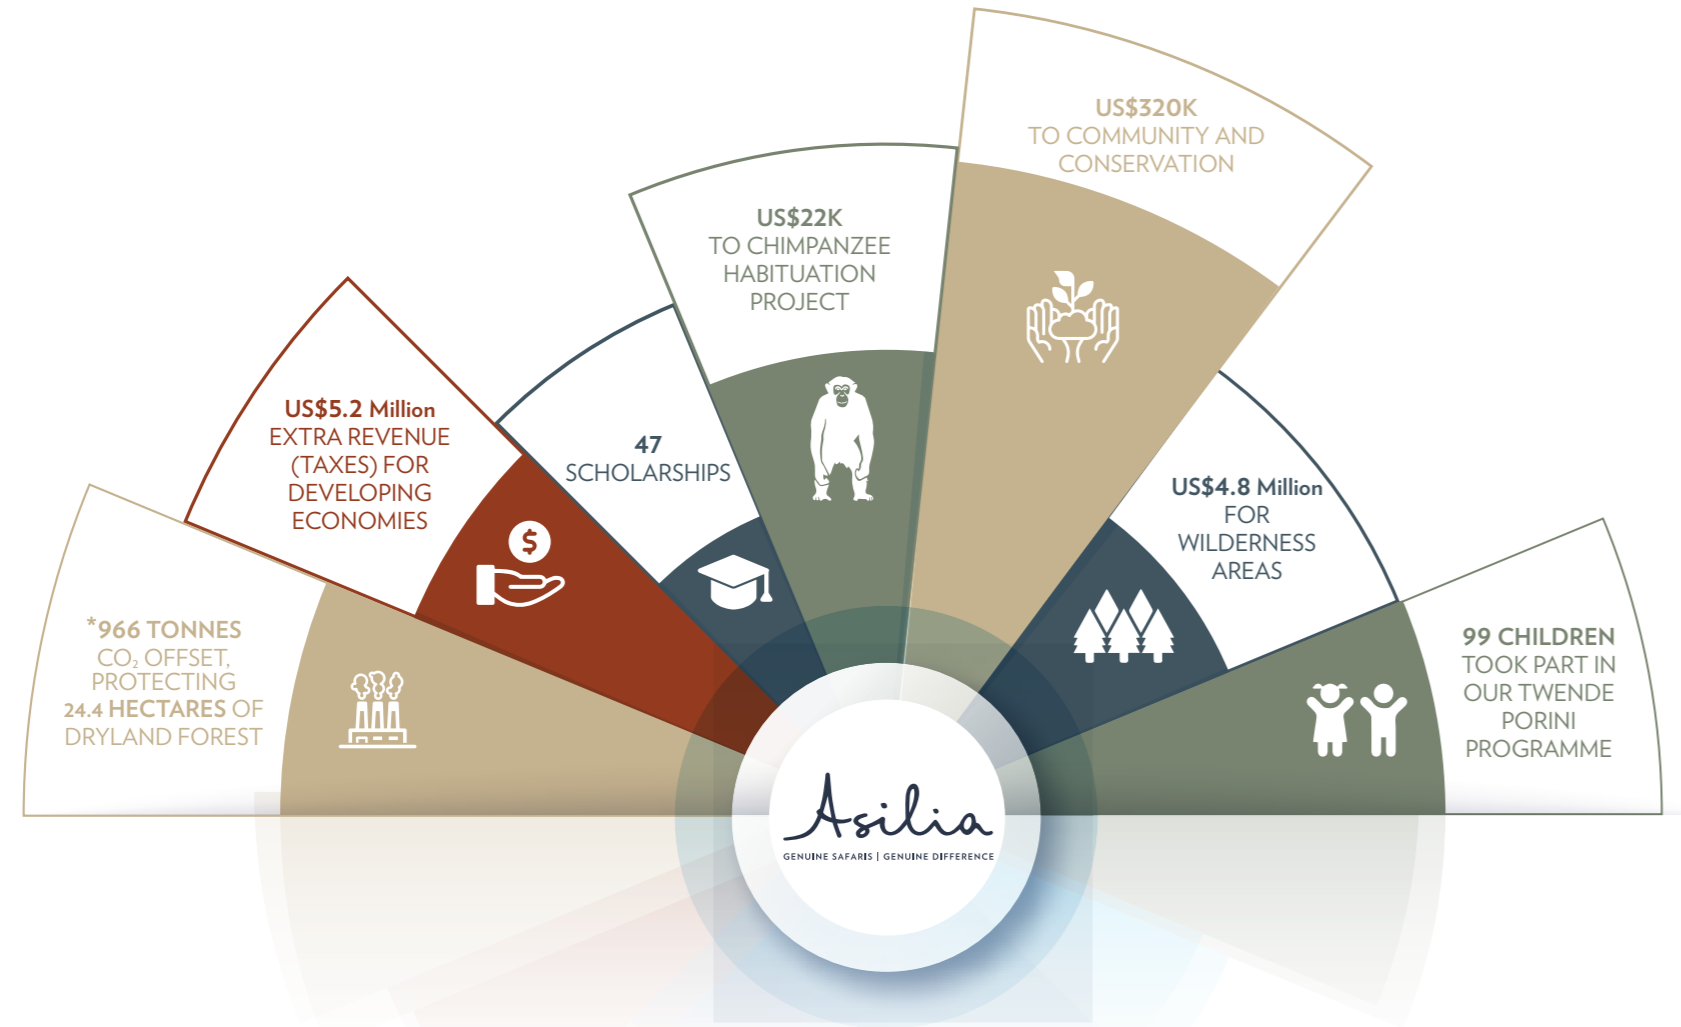 US$320K
TO COMMUNITY AND
CONSERVATION
US$22K
TO CHIMPANZEE
HABITUATION
PROJECT
US$5.2 Million
EXTRA REVENUE
(TAXES) FOR
DEVELOPING
ECONOMIES
47
SCHOLARSHIPS
US$4.8 Million
FOR
WILDERNESS
AREAS
*966 TONNES
CO₂ OFFSET,
PROTECTING
24.4 HECTARES OF
DRYLAND FOREST
99 CHILDREN
TOOK PART IN
OUR TWENDE
PORINI
PROGRAMME
$
Asilia
GENUINE SAFARIS | GENUINE DIFFERENCE